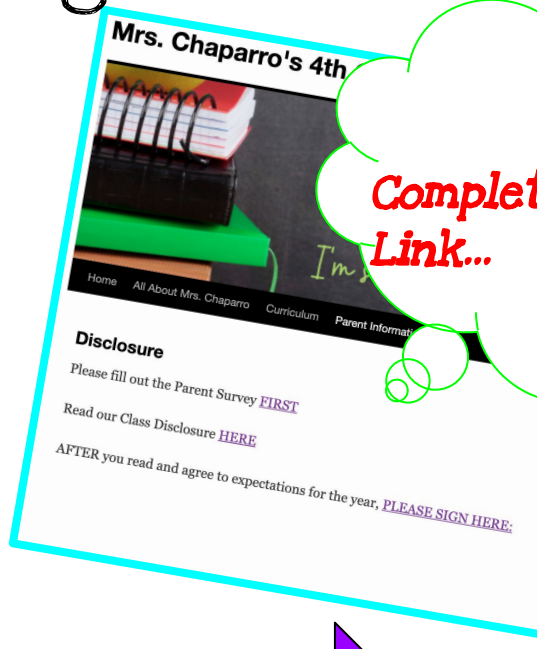 Mrs. Chaparro's 4th
I'm
Complet
Link...
Home All About Mrs. Chaparro Curriculum Parent Informati
Disclosure
Please fill out the Parent Survey FIRST
Read our Class Disclosure HERE
AFTER you read and agree to expectations for the year, PLEASE SIGN HERE: